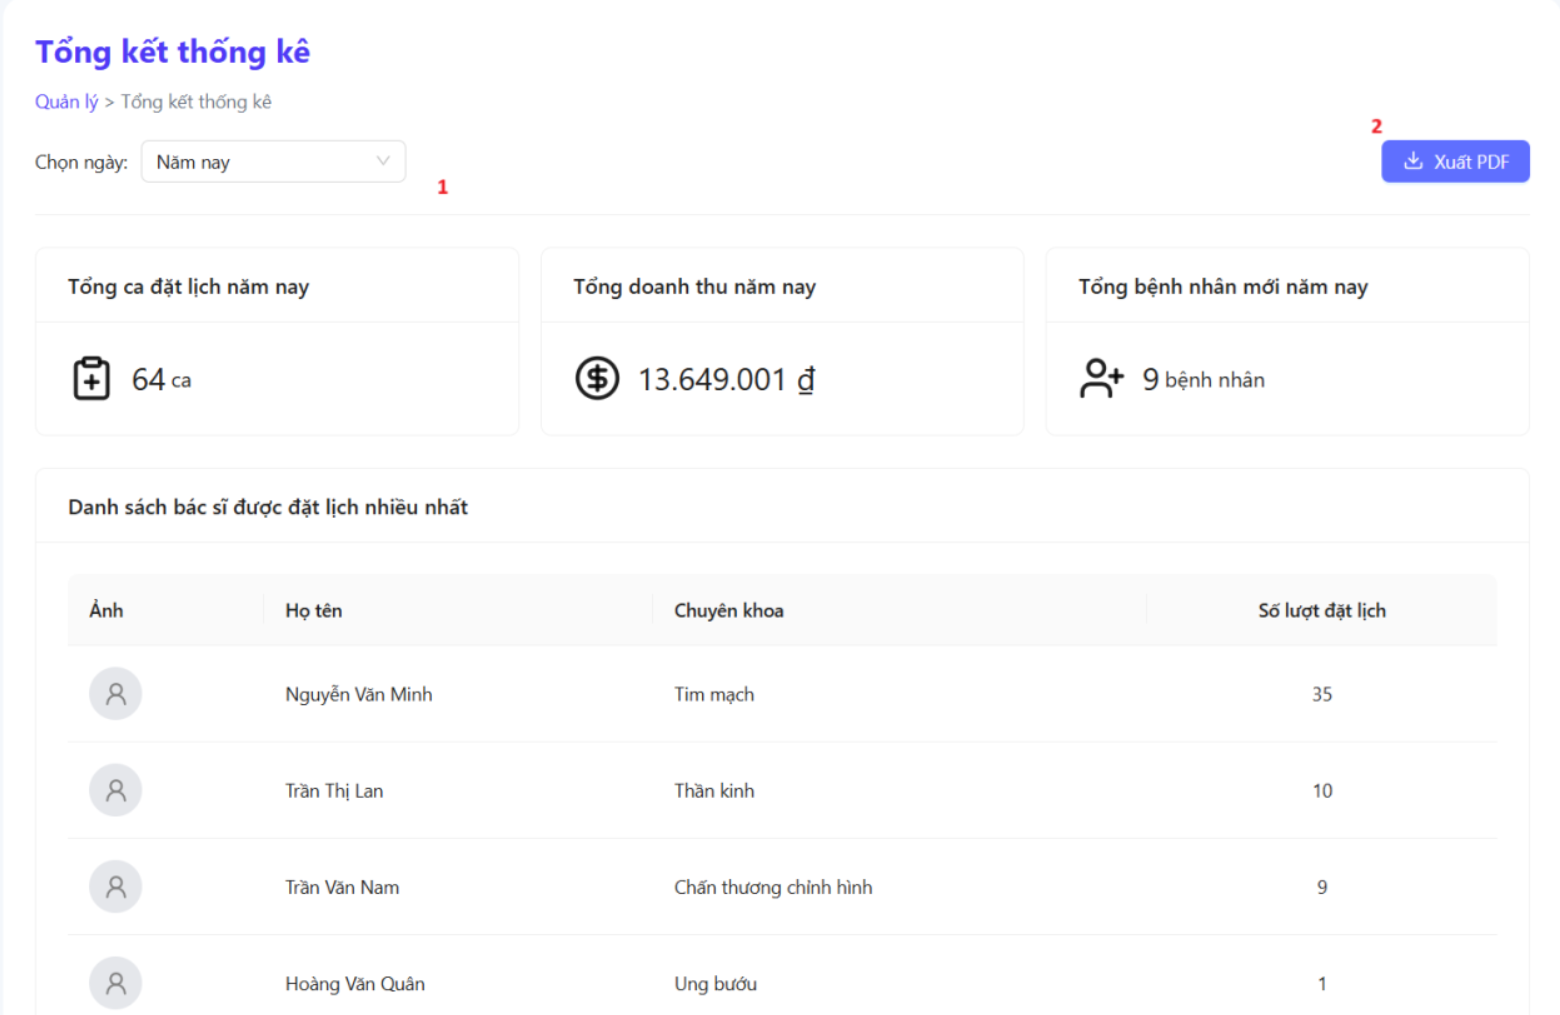 Tổng kết thống kê
Quản lý > Tổng kết thống kê
2
Chọn ngày: Năm nay Xuất PDF
1
Tổng ca đặt lịch năm nay Tổng doanh thu năm nay Tổng bệnh nhân mới năm nay
64 ca 13.649.001 ₫ 9 bệnh nhân
Danh sách bác sĩ được đặt lịch nhiều nhất
Ảnh Họ tên Chuyên khoa Số lượt đặt lịch
Nguyễn Văn Minh Tim mạch 35
Trần Thị Lan Thần kinh 10
Trần Văn Nam Chấn thương chỉnh hình 9
Hoàng Văn Quân Ung bướu 1